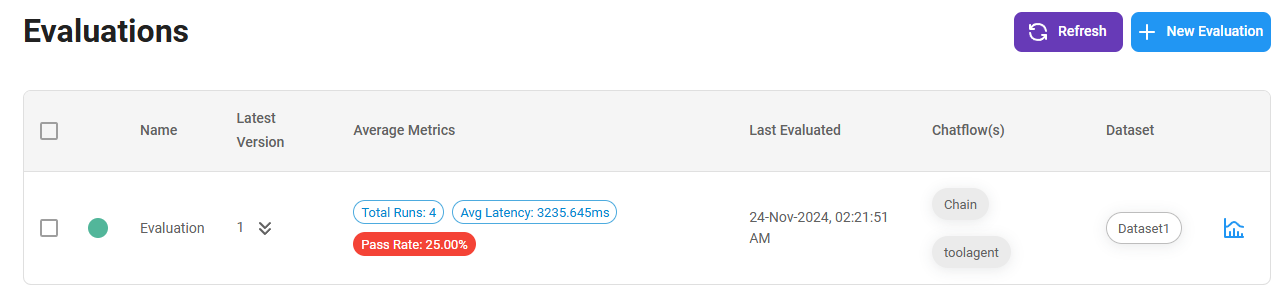 Evaluations
Refresh
New Evaluation
Name
Latest
Version
Average Metrics
Last Evaluated
Chatflow(s)
Dataset
Evaluation
1
Total Runs: 4
Avg Latency: 3235.645ms
Pass Rate: 25.00%
24-Nov-2024, 02:21:51
AM
Chain
toolagent
Dataset1